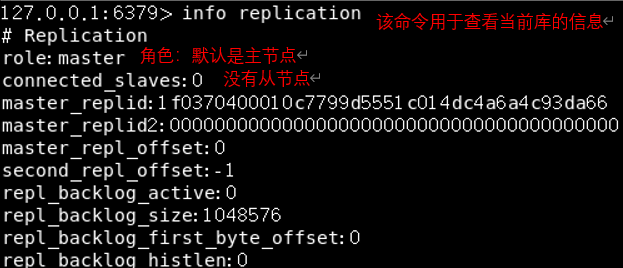 127.0.0.1:6379> info replication 该命令用于查看当前库的信息
# Replication
role:master 角色：默认是主节点
connected_slaves:0 没有从节点
master_replid:1f0370400010c7799d5551c014dc4a6a4c93da66
master_replid2:0000000000000000000000000000000000000000
master_repl_offset:0
second_repl_offset:-1
repl_backlog_active:0
repl_backlog_size:1048576
repl_backlog_first_byte_offset:0
repl_backlog_histlen:0